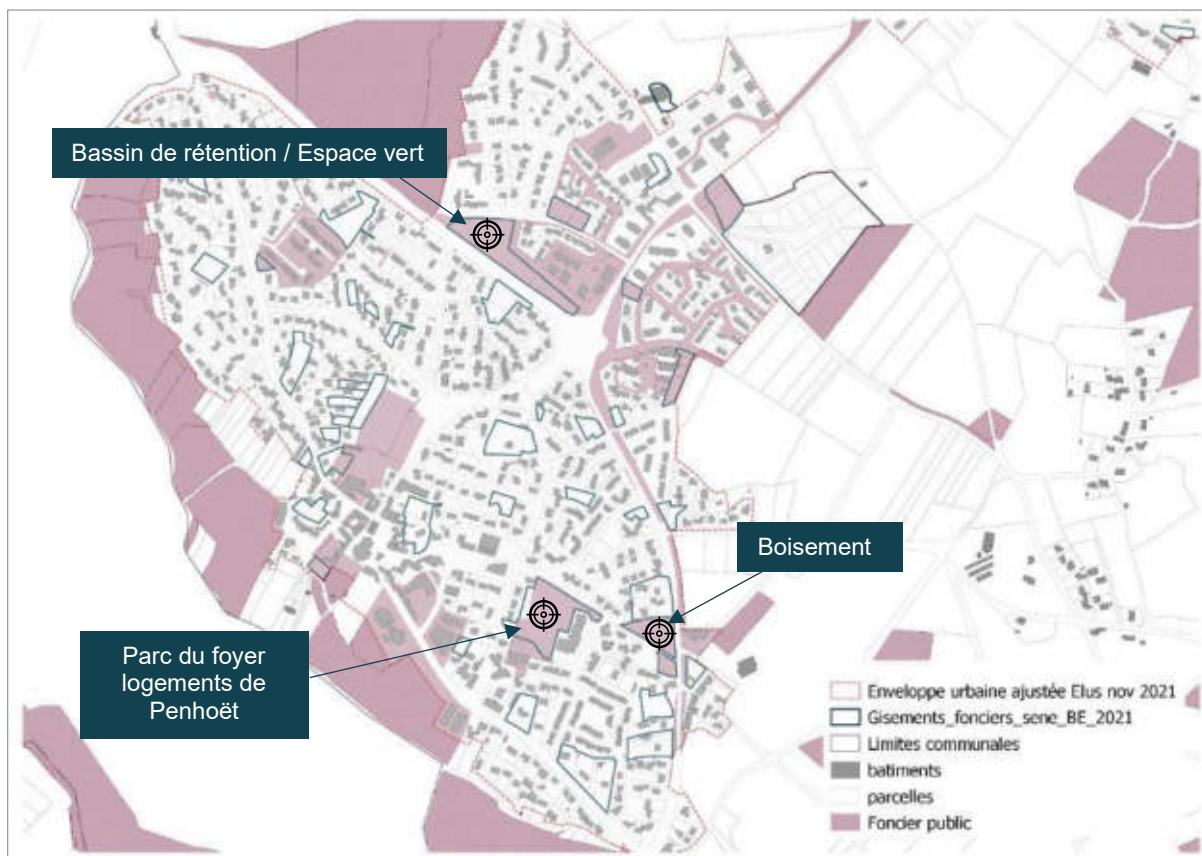 Bassin de rétention / Espace vert
Boisement
Parc du foyer
logements de
Penhoët
Enveloppe urbaine ajustée Elus nov 2021
Gisements_fonciers_sene_BE_2021
Limites communales
batiments
parcelles
Foncier public